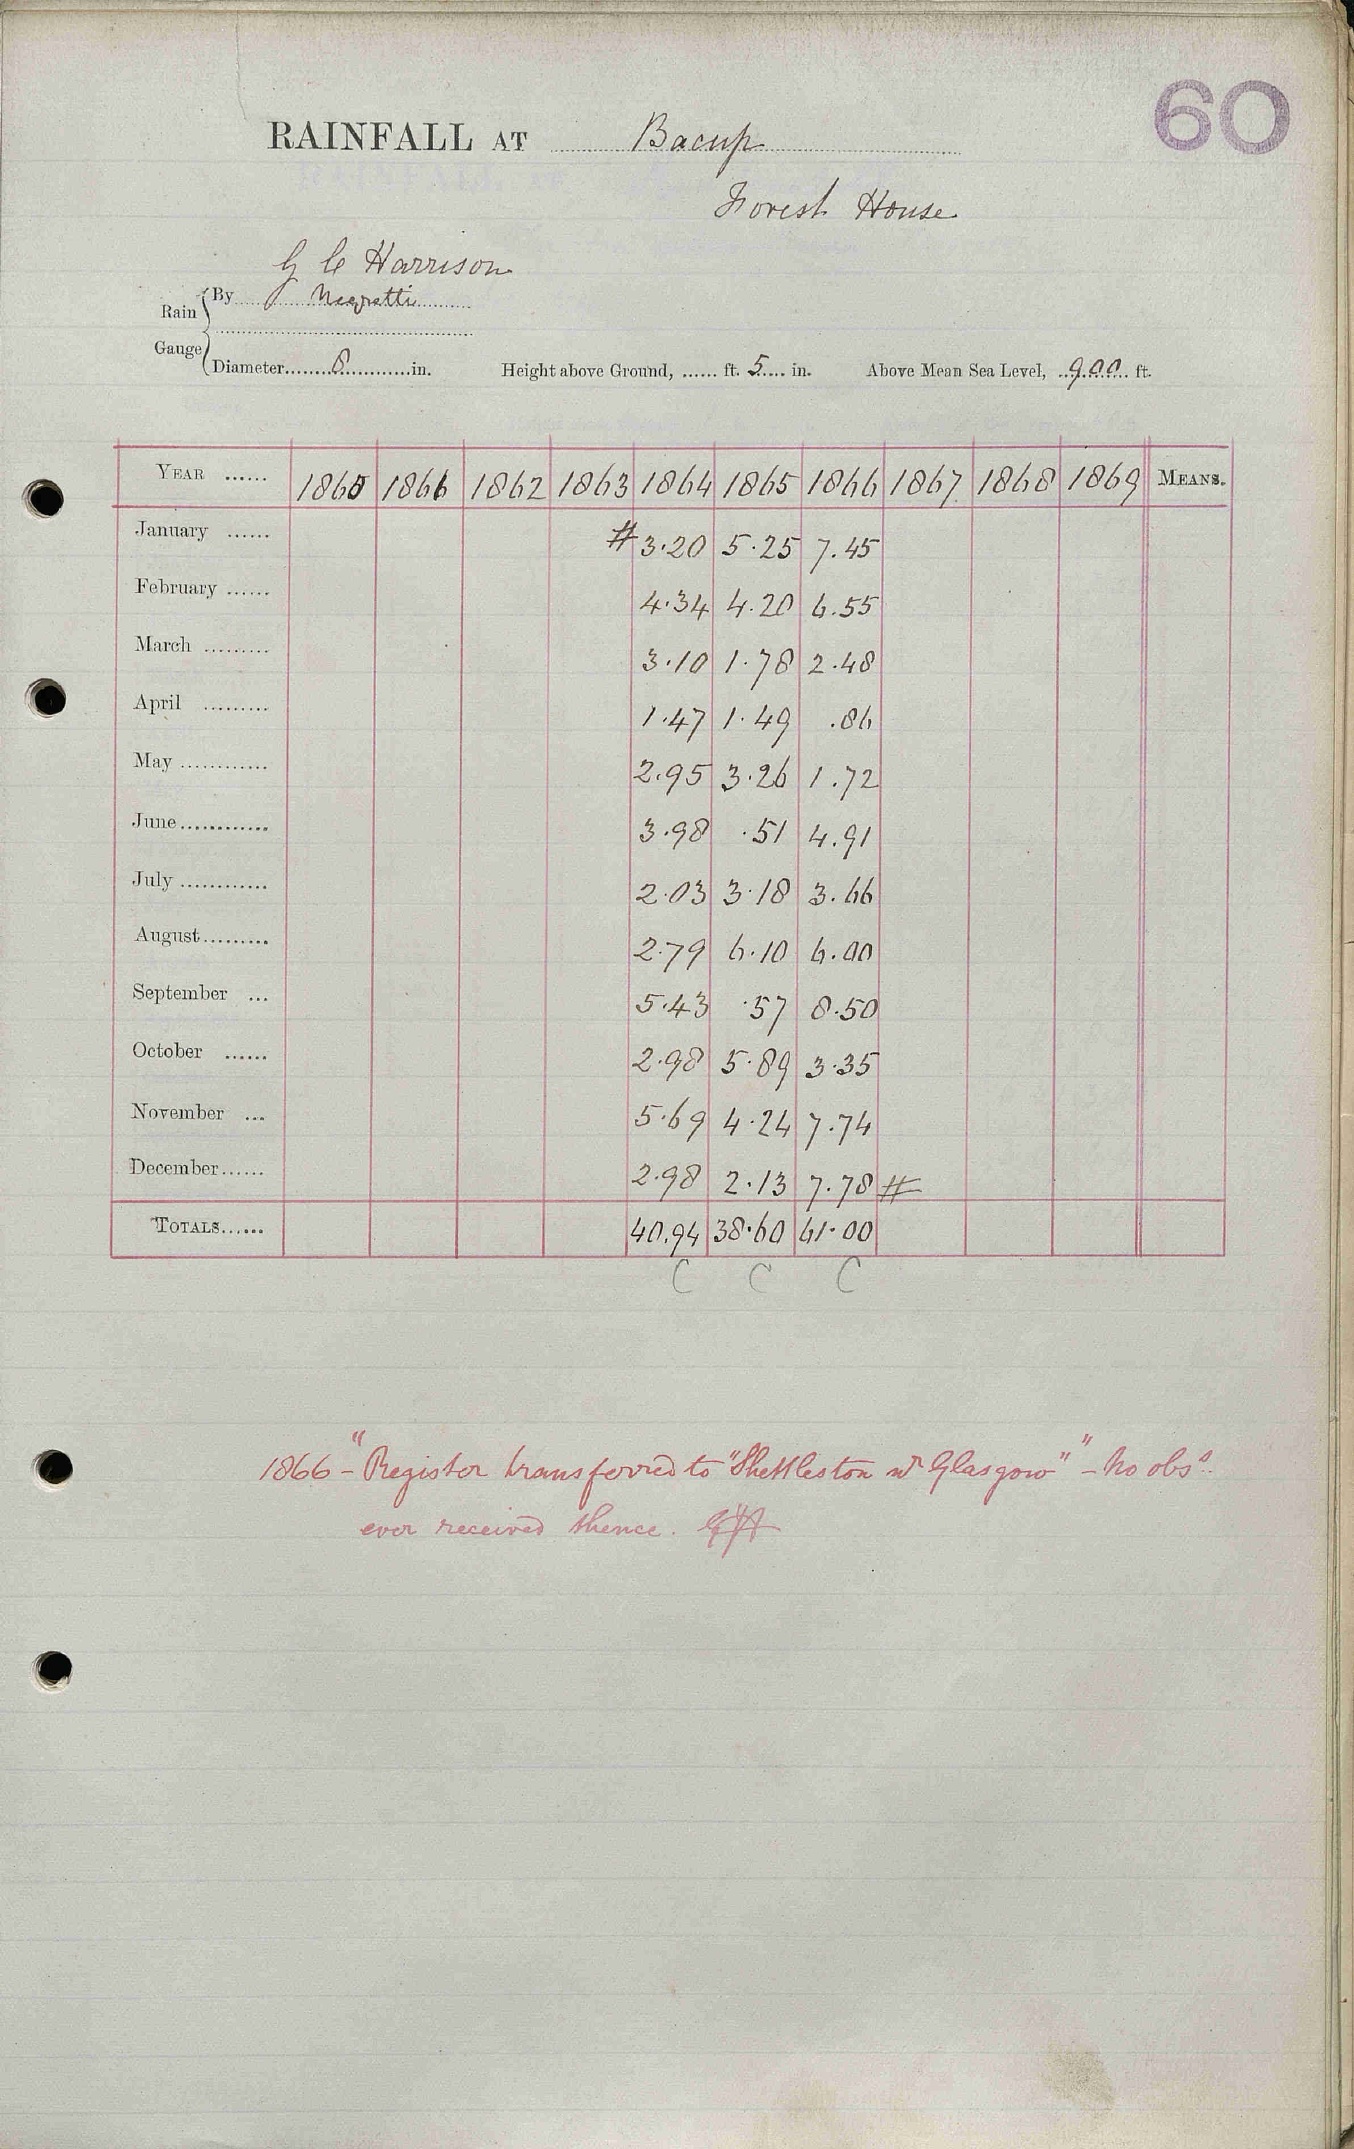 60
RAINFALL AT Bacup
Forest House
G C Harrison
Rain Gauge By Negretti
Diameter 8 in. Height above Ground, ...... ft. 5 in. Above Mean Sea Level, 900 ft.
YEAR ...... 1860 1866 1862 1863 1864 1865 1866 1867 1868 1869 MEANS.
January ...... # 3.20 5.25 7.45
February ...... 4.34 4.20 6.55
March ......... 3.10 1.78 2.48
April ......... 1.47 1.49 .86
May ............ 2.95 3.26 1.72
June ............ 3.98 .51 4.91
July ............ 2.03 3.18 3.66
August ......... 2.79 6.10 6.00
September ... 5.43 .57 8.50
October ...... 2.98 5.89 3.35
November ... 5.69 4.24 7.74
December ...... 2.98 2.13 7.78 #
TOTALS ...... 40.94 38.60 61.00
C C C
1866 - "Register transferred to "Shettleston nr Glasgow"" - No obs.
ever received thence.